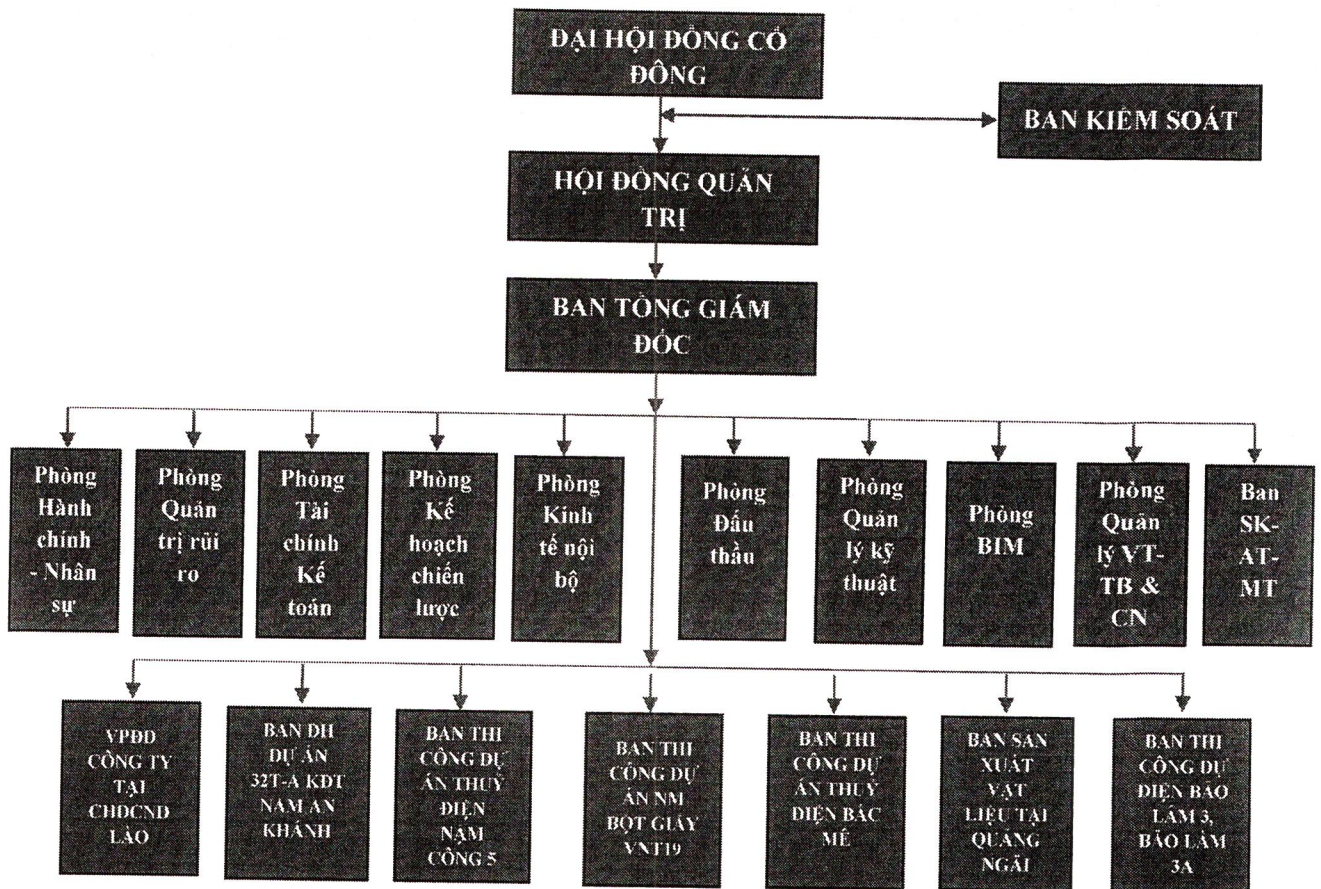 ĐẠI HỘI ĐỒNG CỔ
ĐÔNG
BAN KIỂM SOÁT
HỘI ĐỒNG QUẢN
TRỊ
BAN TỔNG GIÁM
ĐỐC
Phòng
Hành
chính
- Nhân
sự
Phòng
Quản
trị rủi
ro
Phòng
Tài
chính
Kế
toán
Phòng
Kế
hoạch
chiến
lược
Phòng
Kinh
tế nội
bộ
Phòng
Đấu
thầu
Phòng
Quản
lý kỹ
thuật
Phòng
BIM
Phòng
Quản
lý VT-
TB &
CN
Ban
SK-
AT-
MT
VPĐD
CÔNG TY
TẠI
CHDCND
LÀO
BAN ĐH
DỰ ÁN
32T-A KĐT
NAM AN
KHÁNH
BAN THI
CÔNG DỰ
ÁN THUỶ
ĐIỆN
NẬM
CÔNG 5
BAN THI
CÔNG DỰ
ÁN NM
BỘT GIẤY
VNT19
BAN THI
CÔNG DỰ
ÁN THUỶ
ĐIỆN BẮC
MÊ
BAN SẢN
XUẤT
VẬT
LIỆU TẠI
QUẢNG
NGÃI
BAN THI
CÔNG DỰ
ĐIỆN BẢO
LÂM 3,
BẢO LÂM
3A